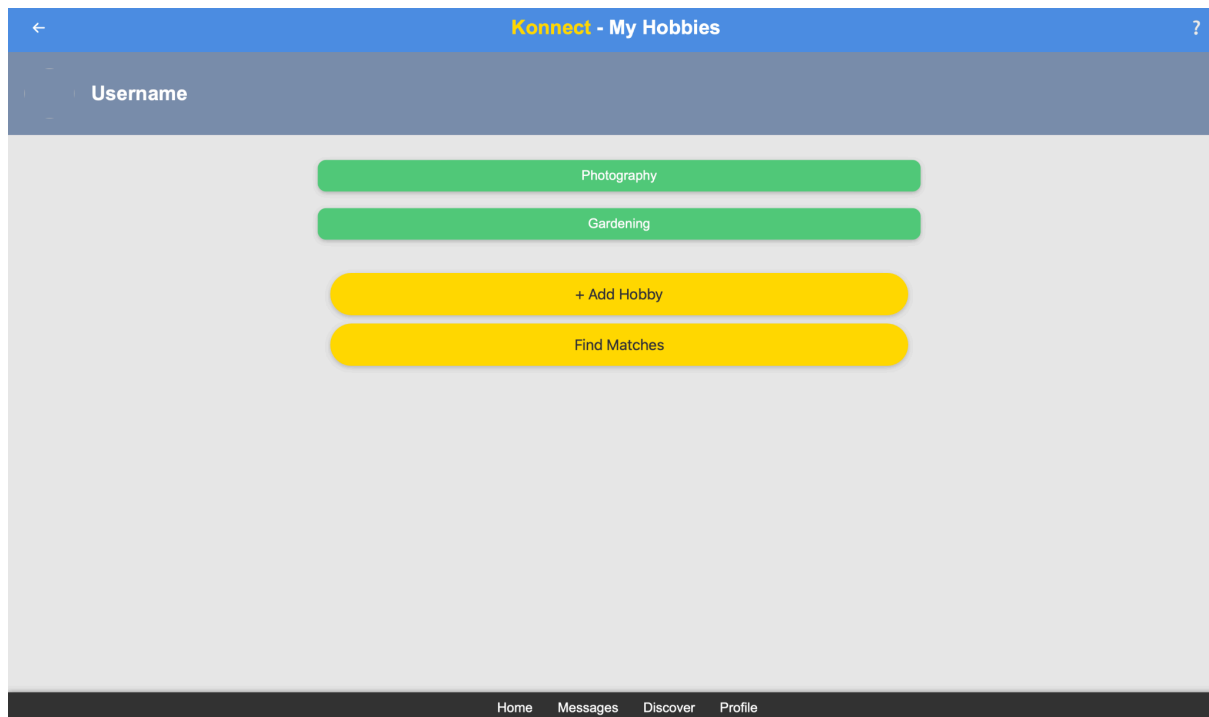 ← Konnect - My Hobbies ?
Username
Photography
Gardening
+ Add Hobby
Find Matches
Home Messages Discover Profile